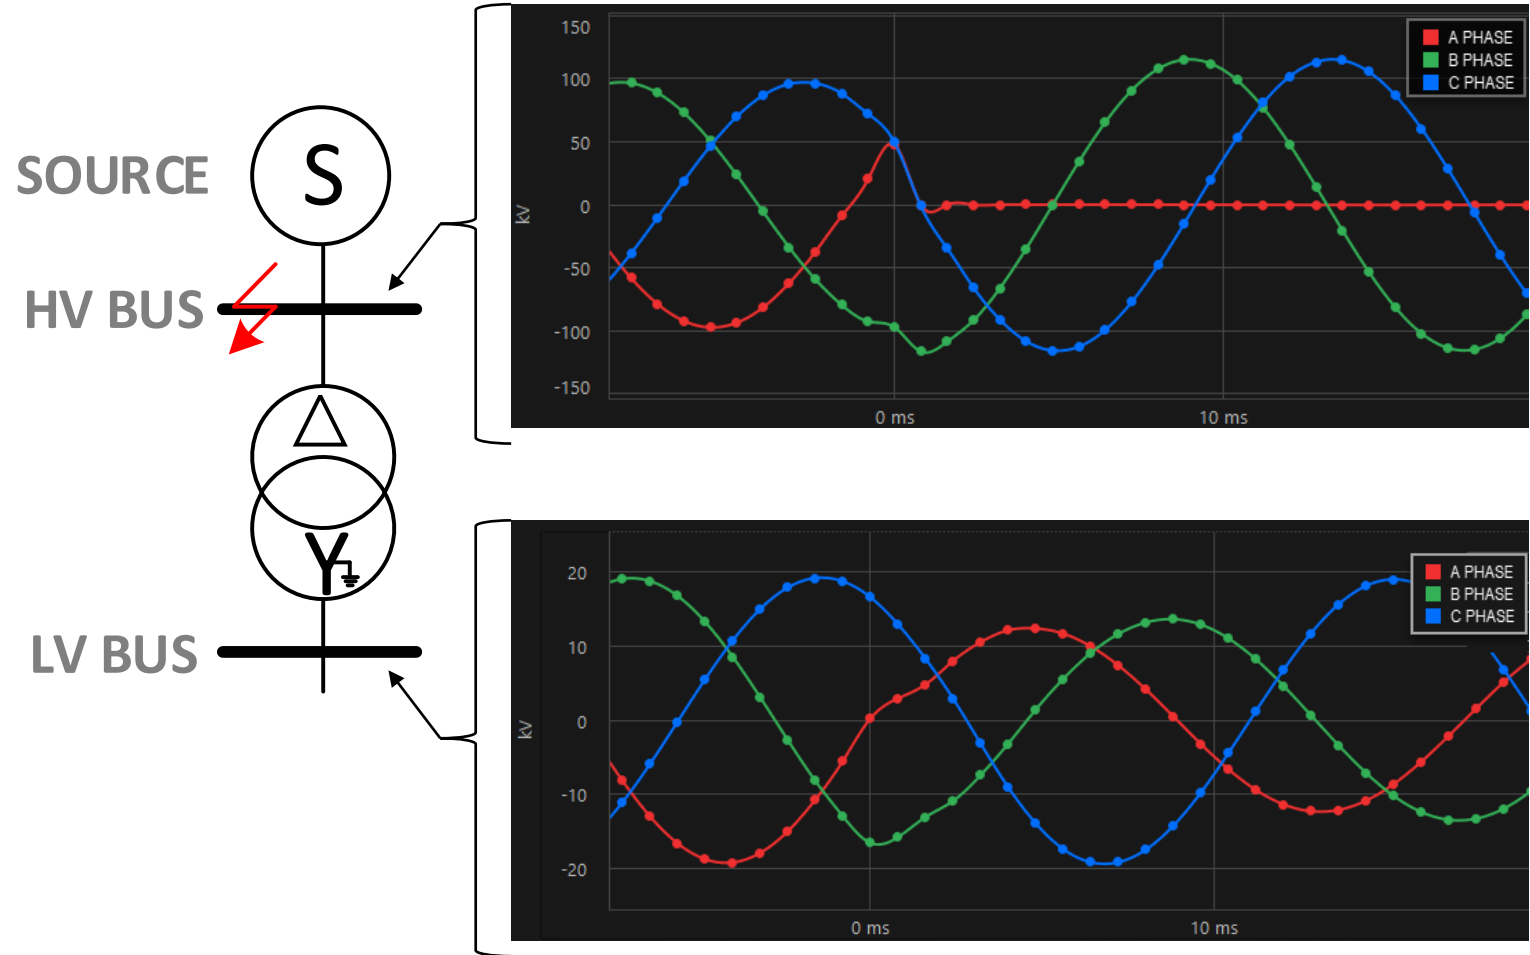 SOURCE
S
HV BUS
Y
LV BUS
150
100
50
0
-50
-100
-150
kV
0 ms
10 ms
A PHASE
B PHASE
C PHASE
20
10
0
-10
-20
kV
0 ms
10 ms
A PHASE
B PHASE
C PHASE